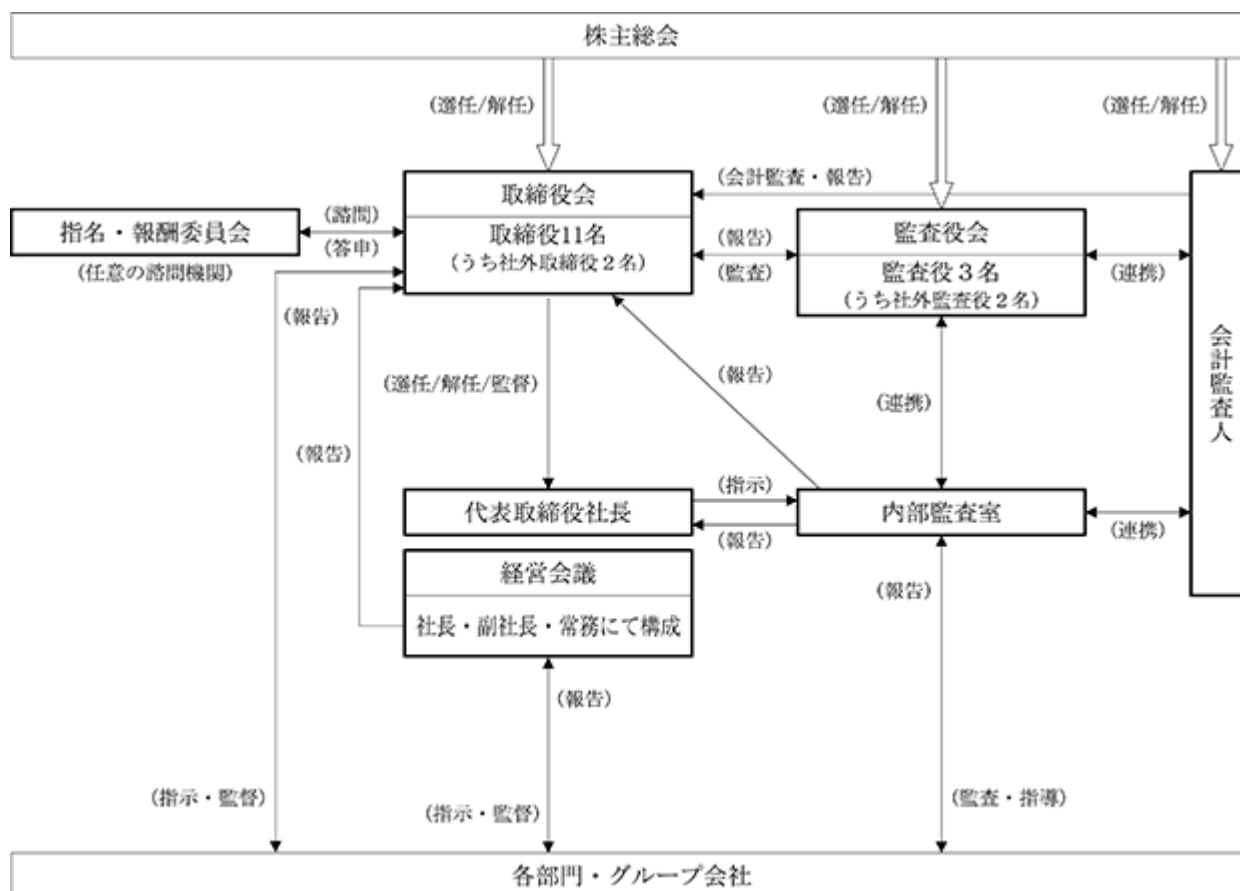 株主総会
(選任/解任)
(選任/解任)
(選任/解任)
取締役会
取締役11名
(うち社外取締役2名)
(会計監査・報告)
指名・報酬委員会
(任意の諮問機関)
(諮問)
(答申)
(報告)
(監査)
監査役会
監査役3名
(うち社外監査役2名)
(連携)
会計監査人
(報告)
(選任/解任/監督)
(報告)
(連携)
(報告)
代表取締役社長
(指示)
(報告)
内部監査室
(連携)
経営会議
社長・副社長・常務にて構成
(報告)
(報告)
(指示・監督)
(指示・監督)
(監査・指導)
各部門・グループ会社